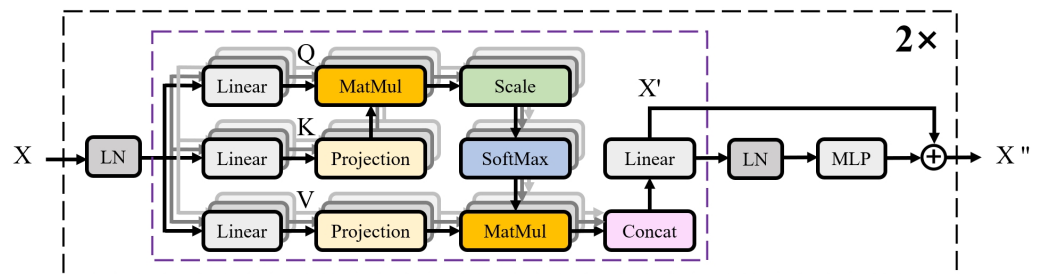 2×
Q
Linear MatMul Scale
X'
K
X LN Linear Projection SoftMax Linear LN MLP + X "
V
Linear Projection MatMul Concat